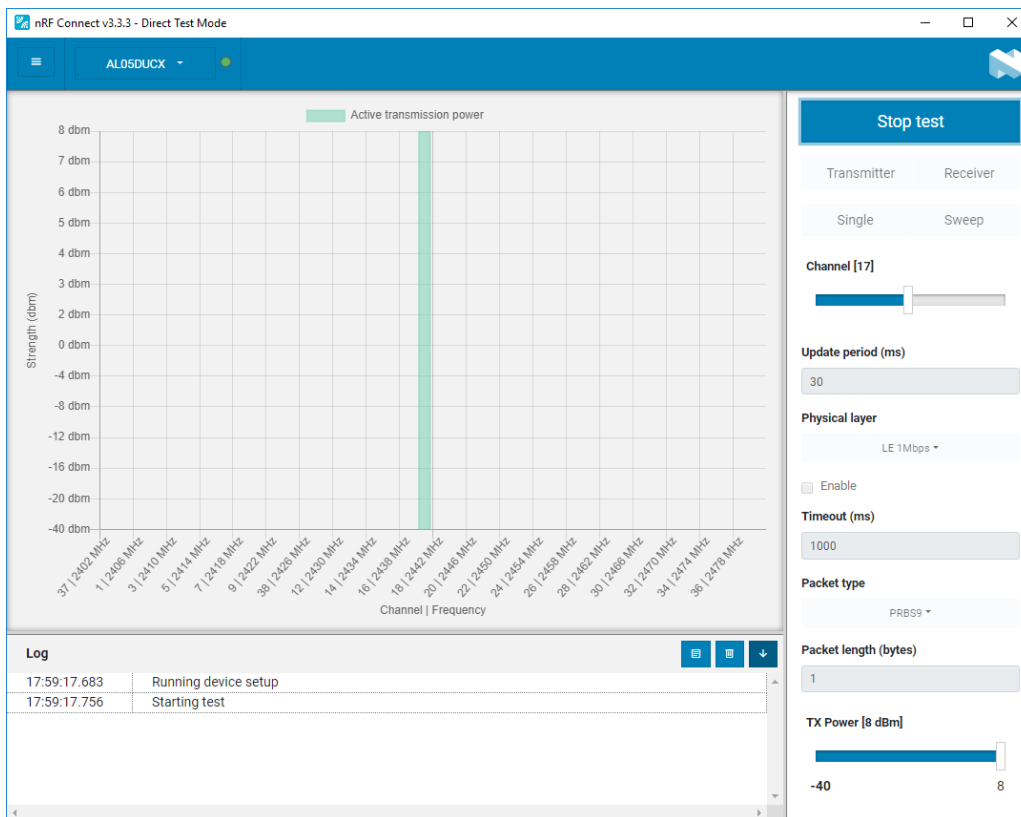 nRF Connect v3.3.3 - Direct Test Mode
AL05DUCX
Active transmission power
8 dbm
7 dbm
6 dbm
5 dbm
4 dbm
3 dbm
2 dbm
0 dbm
-4 dbm
-8 dbm
-12 dbm
-16 dbm
-20 dbm
-40 dbm
Strength (dbm)
37 | 2402 MHz
1 | 2406 MHz
3 | 2410 MHz
5 | 2414 MHz
7 | 2418 MHz
9 | 2422 MHz
38 | 2426 MHz
12 | 2430 MHz
14 | 2434 MHz
16 | 2438 MHz
18 | 2442 MHz
20 | 2446 MHz
22 | 2450 MHz
24 | 2454 MHz
26 | 2458 MHz
28 | 2462 MHz
30 | 2466 MHz
32 | 2470 MHz
34 | 2474 MHz
36 | 2478 MHz
Channel | Frequency
Log
17:59:17.683 Running device setup
17:59:17.756 Starting test
Stop test
Transmitter Receiver
Single Sweep
Channel [17]
Update period (ms)
30
Physical layer
LE 1Mbps
Enable
Timeout (ms)
1000
Packet type
PRBS9
Packet length (bytes)
1
TX Power [8 dBm]
-40 8